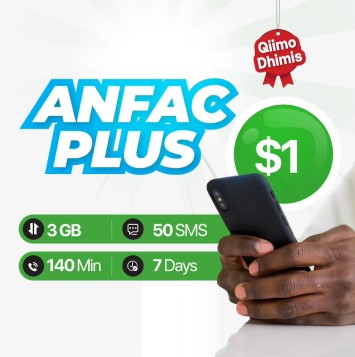 Qiimo
Dhimis
ANFAC
PLUS
$1
3 GB
50 SMS
140 Min
7 Days